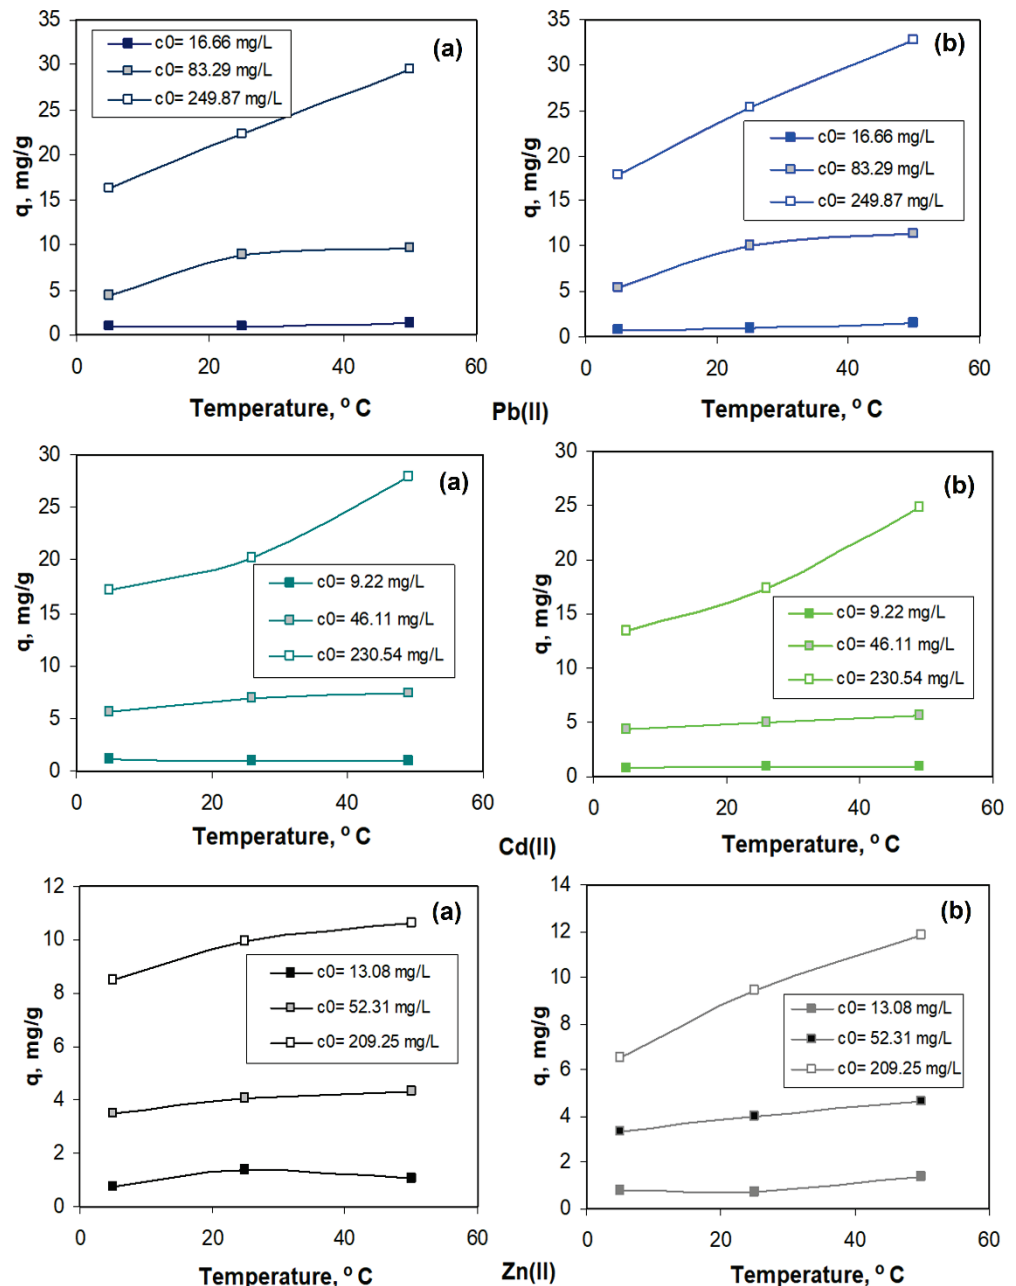 (a)
c0= 16.66 mg/L
c0= 83.29 mg/L
c0= 249.87 mg/L
q, mg/g
35
30
25
20
15
10
5
0
0 20 40 60
Temperature, º C
(b)
c0= 16.66 mg/L
c0= 83.29 mg/L
c0= 249.87 mg/L
q, mg/g
35
30
25
20
15
10
5
0
0 20 40 60
Temperature, º C
Pb(II)
(a)
c0= 9.22 mg/L
c0= 46.11 mg/L
c0= 230.54 mg/L
q, mg/g
30
25
20
15
10
5
0
0 20 40 60
Temperature, º C
(b)
c0= 9.22 mg/L
c0= 46.11 mg/L
c0= 230.54 mg/L
q, mg/g
30
25
20
15
10
5
0
0 20 40 60
Temperature, º C
Cd(II)
(a)
c0= 13.08 mg/L
c0= 52.31 mg/L
c0= 209.25 mg/L
q, mg/g
12
10
8
6
4
2
0
0 20 40 60
Temperature, º C
(b)
c0= 13.08 mg/L
c0= 52.31 mg/L
c0= 209.25 mg/L
q, mg/g
14
12
10
8
6
4
2
0
0 20 40 60
Temperature, º C
Zn(II)